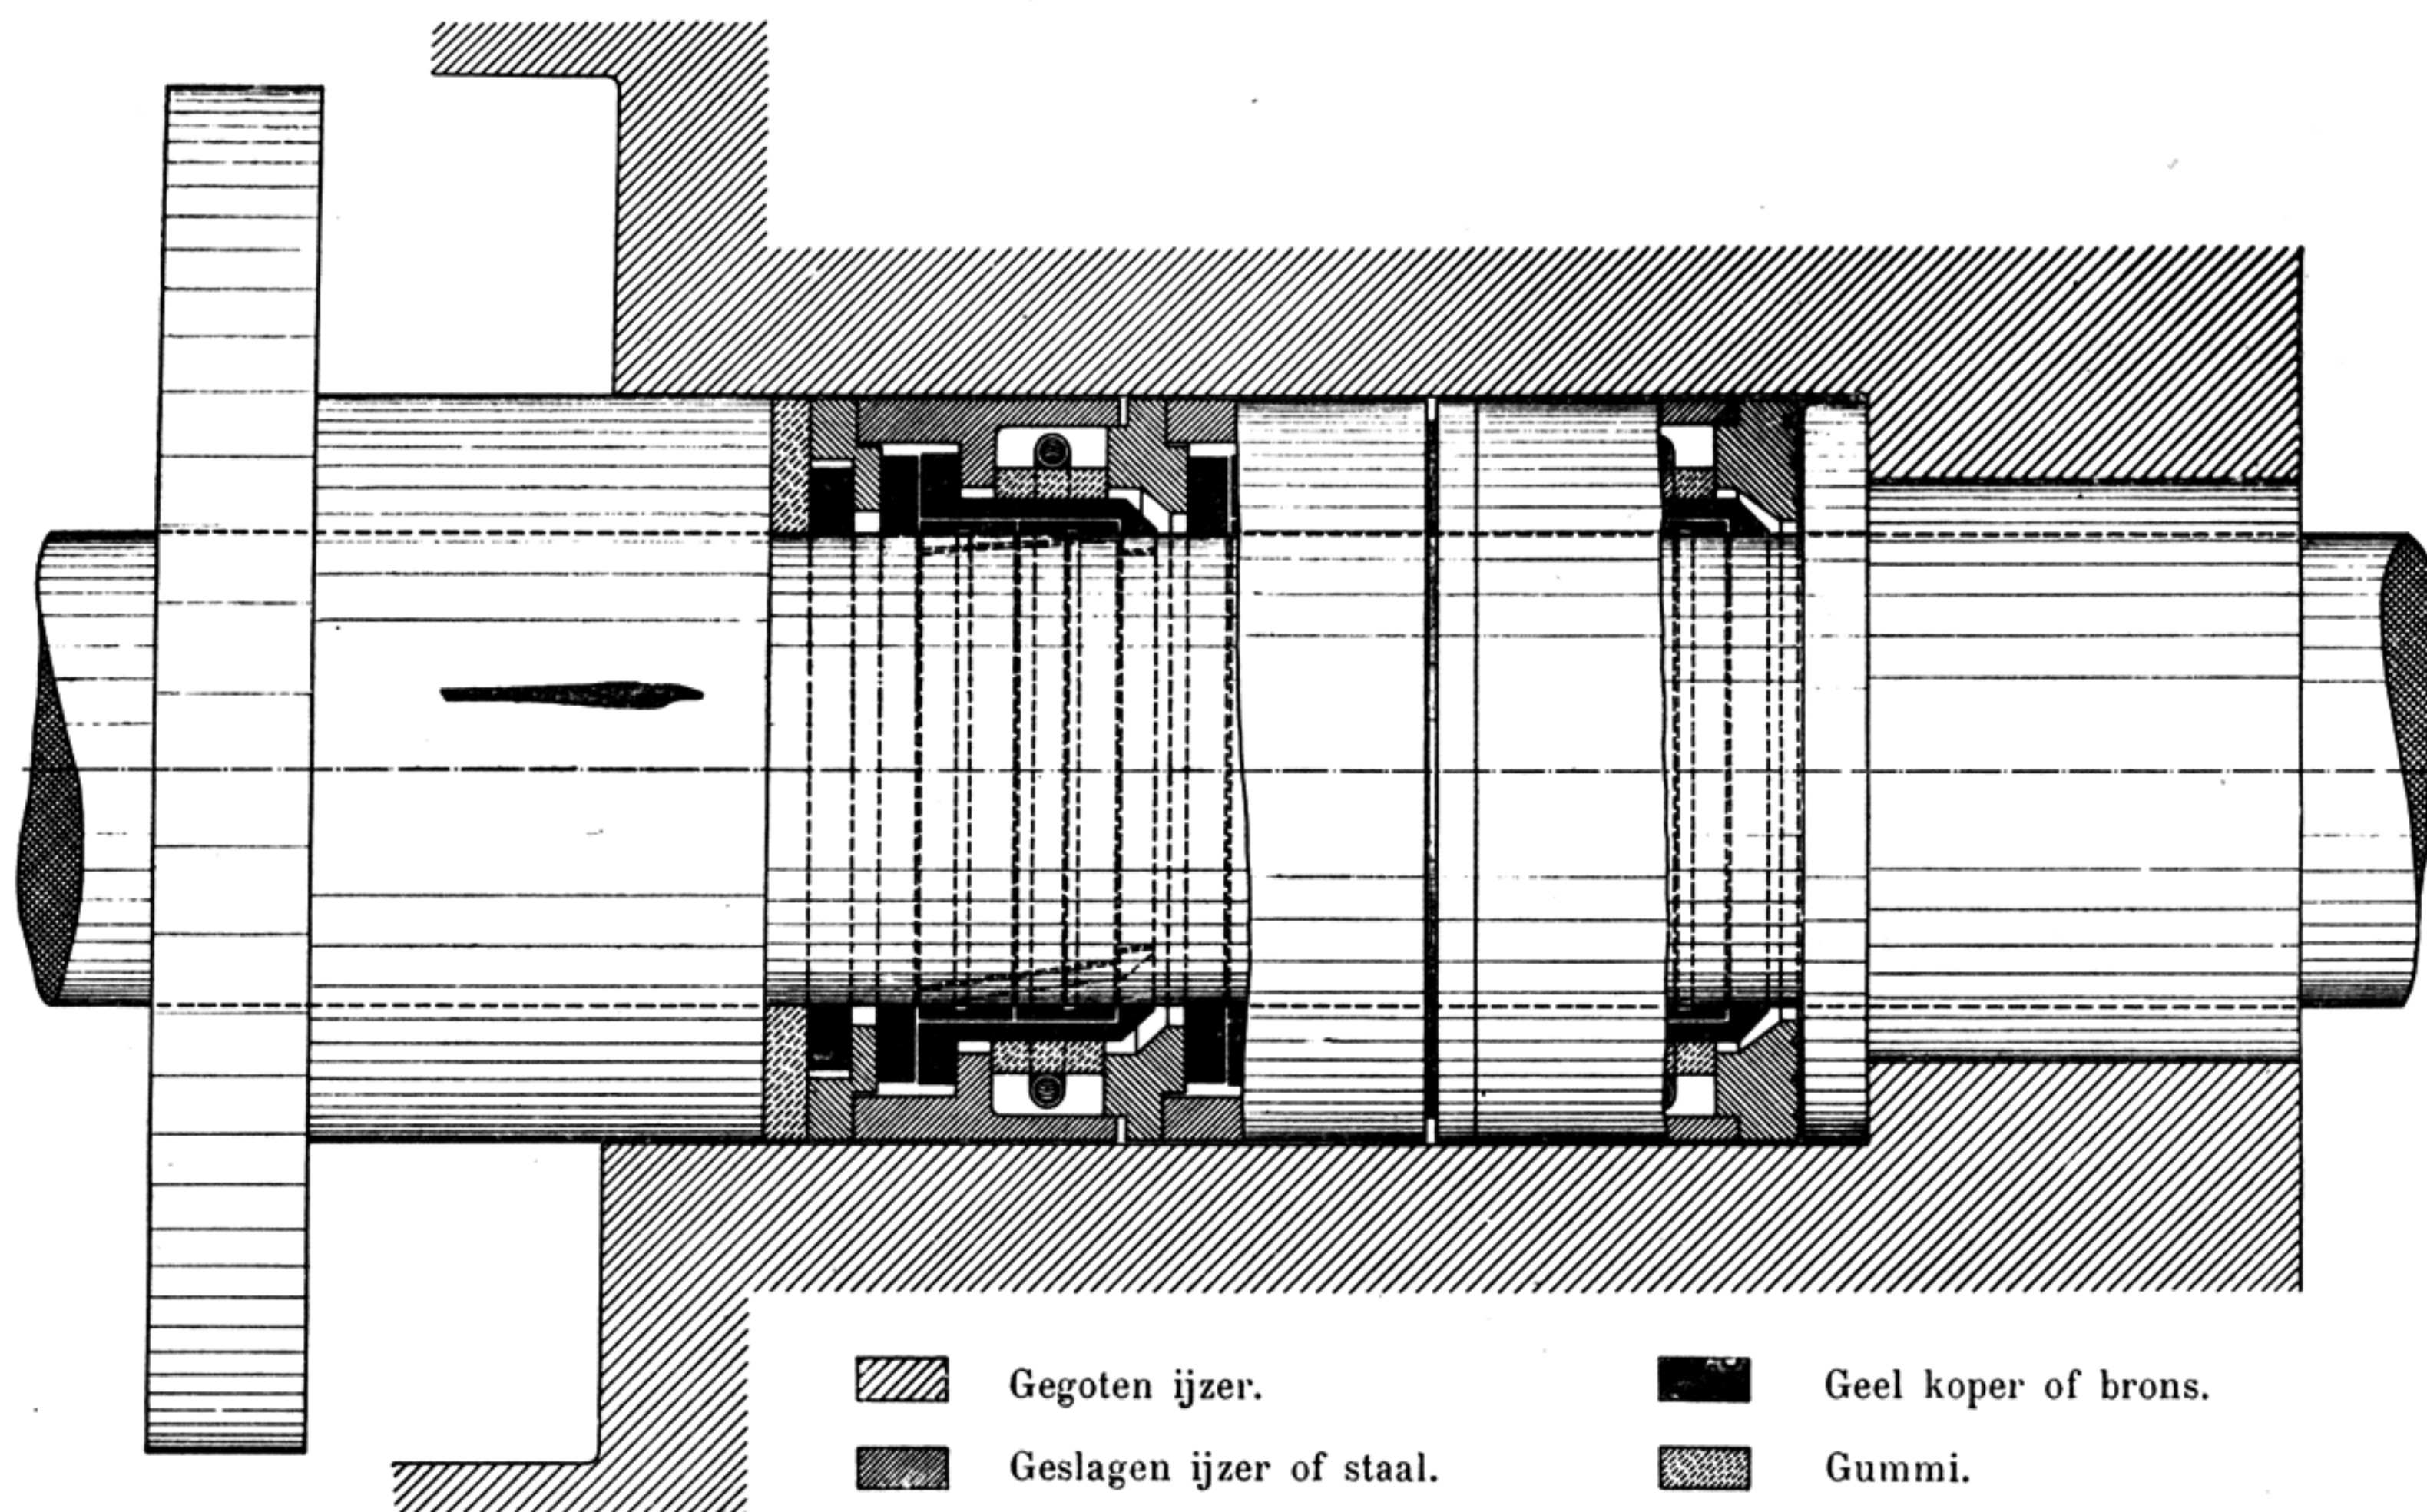 Gegoten ijzer.
Geel koper of brons.
Geslagen ijzer of staal.
Gummi.